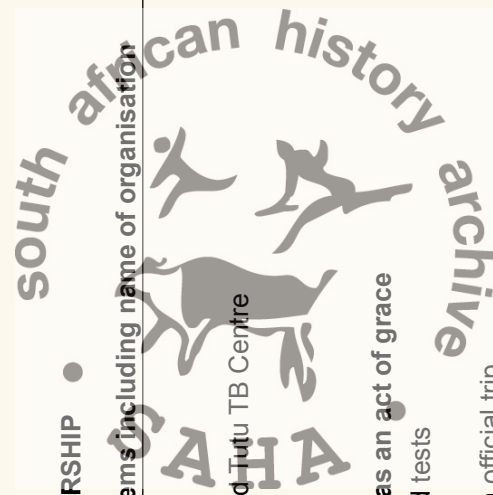 south african history archive
SAHA
RSHIP
ems including name of organisation
d Tutu TB Centre
as an act of grace
d tests
official trip